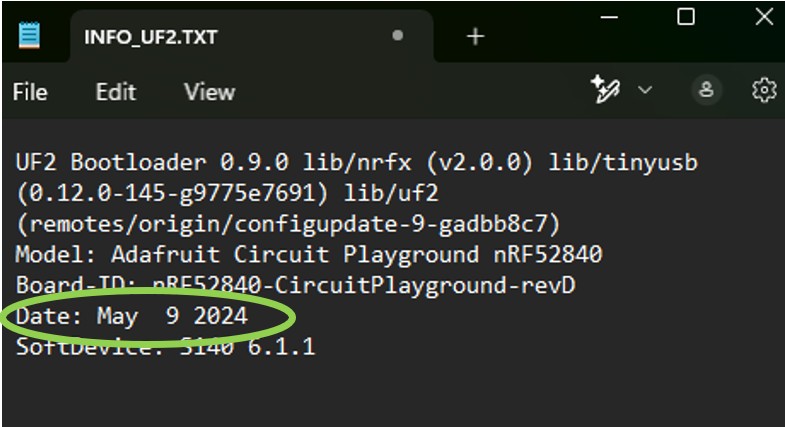 INFO_UF2.TXT
File Edit View
UF2 Bootloader 0.9.0 lib/nrfx (v2.0.0) lib/tinyusb
(0.12.0-145-g9775e7691) lib/uf2
(remotes/origin/configupdate-9-gadbb8c7)
Model: Adafruit Circuit Playground nRF52840
Board-ID: nRF52840-CircuitPlayground-revD
Date: May  9 2024
SoftDevice: S140 6.1.1